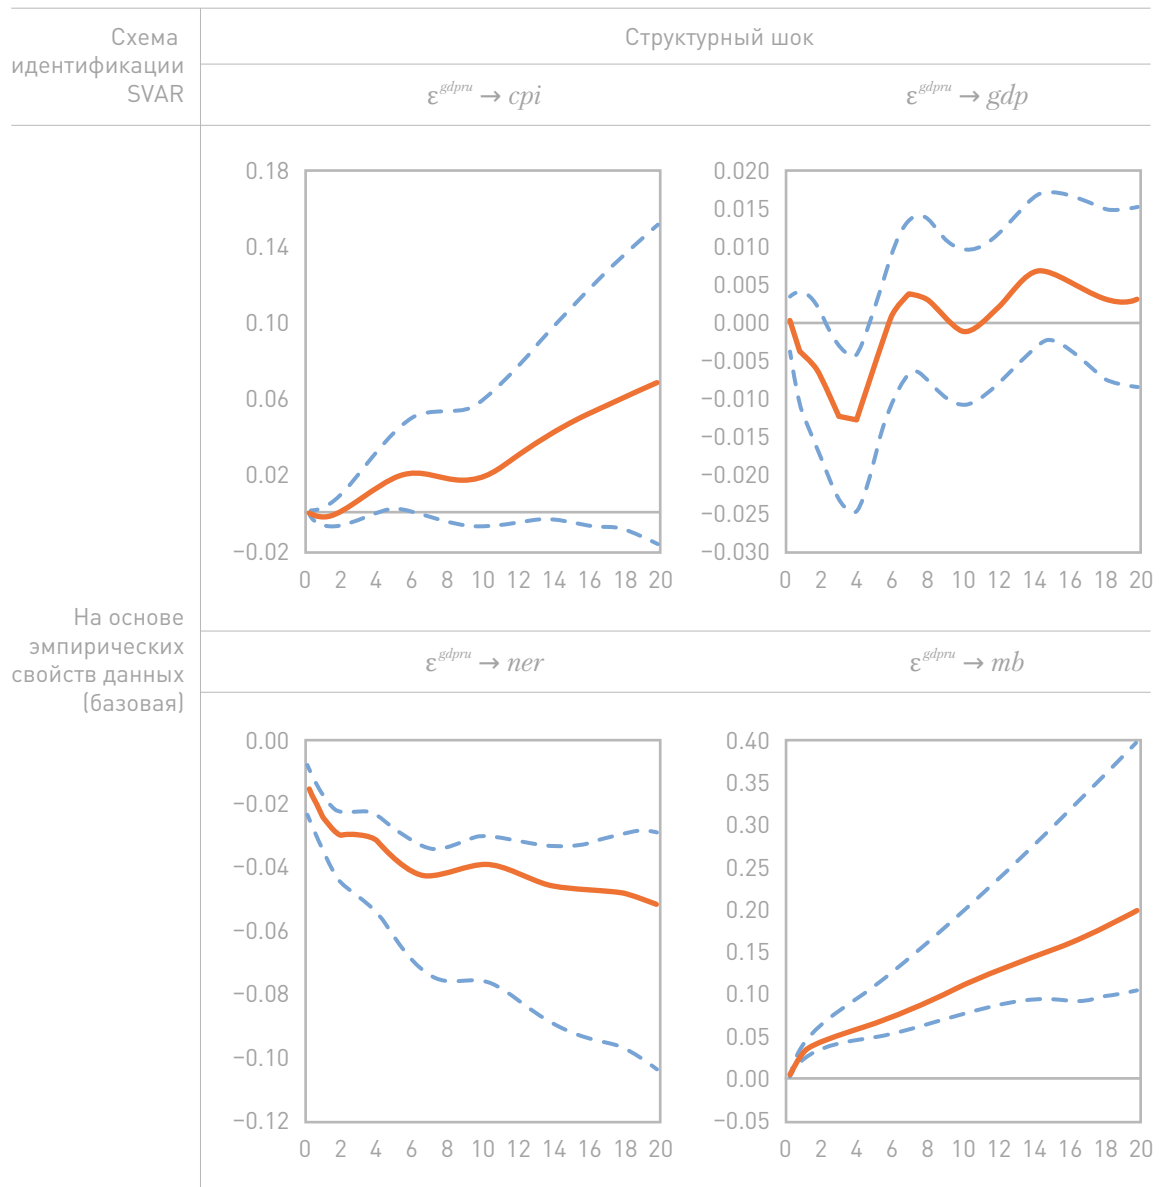 Схема
идентификации
SVAR
Структурный шок
ε^gdpru → cpi
ε^gdpru → gdp
На основе
эмпирических
свойств данных
(базовая)
0.18
0.14
0.10
0.06
0.02
−0.02
0 2 4 6 8 10 12 14 16 18 20
0.020
0.015
0.010
0.005
0.000
−0.005
−0.010
−0.015
−0.020
−0.025
−0.030
0 2 4 6 8 10 12 14 16 18 20
ε^gdpru → ner
ε^gdpru → mb
0.00
−0.02
−0.04
−0.06
−0.08
−0.10
−0.12
0 2 4 6 8 10 12 14 16 18 20
0.40
0.35
0.30
0.25
0.20
0.15
0.10
0.05
0.00
−0.05
0 2 4 6 8 10 12 14 16 18 20